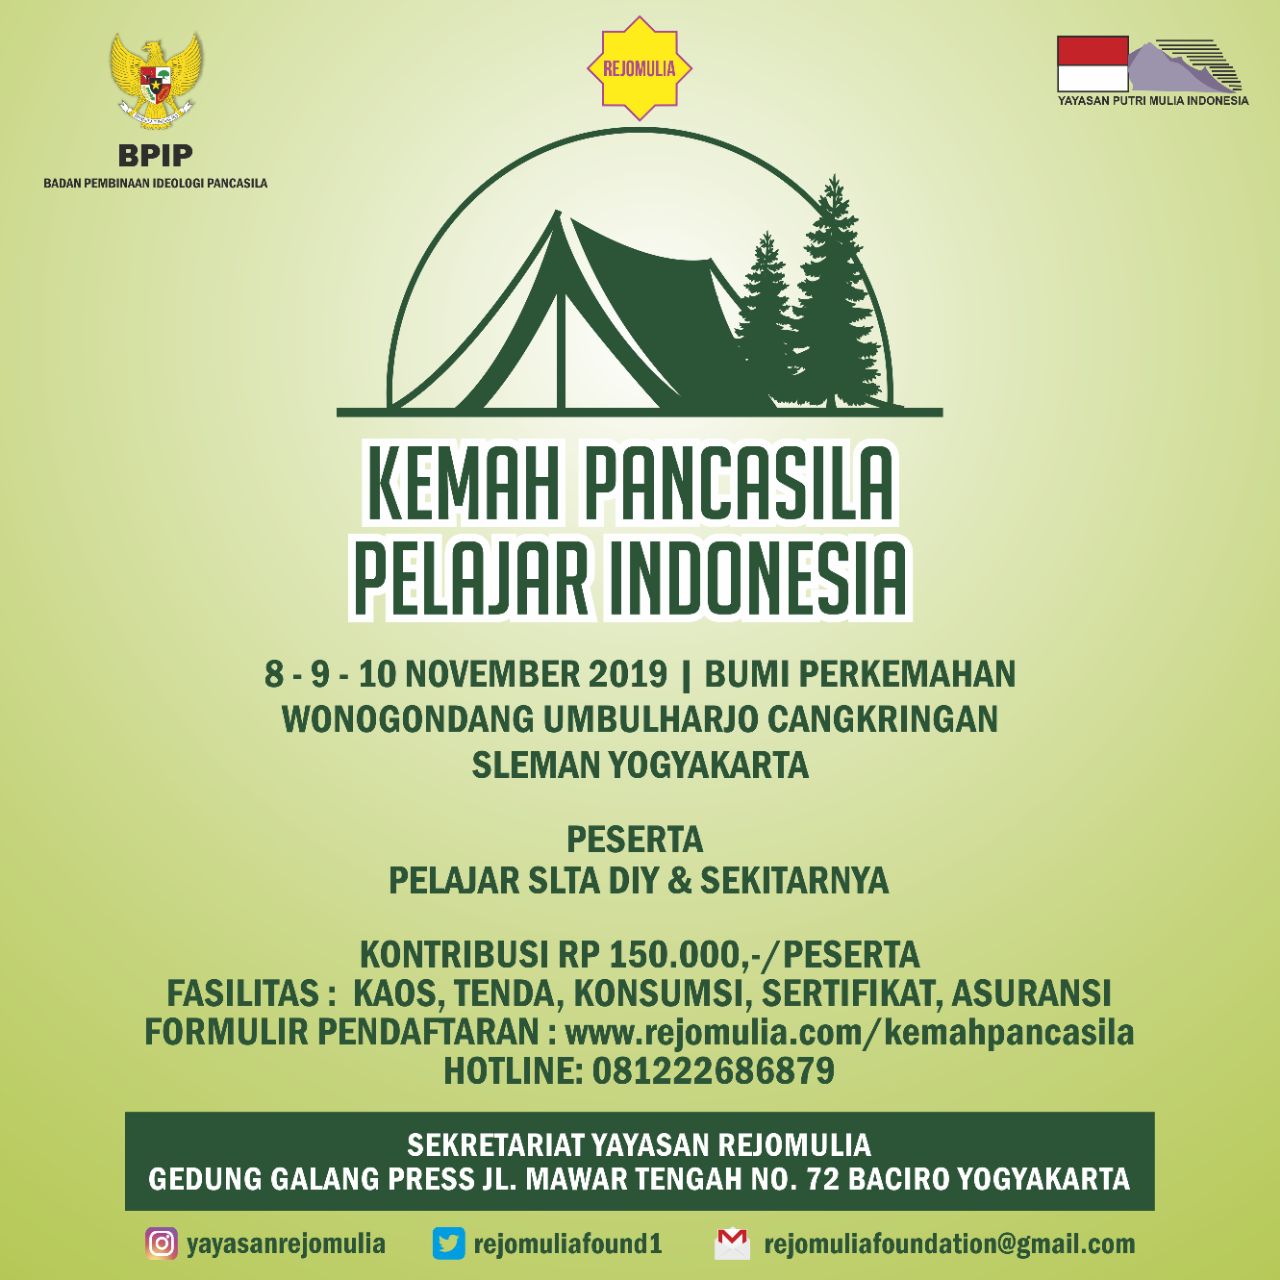 REJOMULIA
BPIP
BADAN PEMBINAAN IDEOLOGI PANCASILA
YAYASAN PUTRI MULIA INDONESIA
KEMAH PANCASILA
PELAJAR INDONESIA
8 - 9 - 10 NOVEMBER 2019 | BUMI PERKEMAHAN
WONOGONDANG UMBULHARJO CANGKRINGAN
SLEMAN YOGYAKARTA
PESERTA
PELAJAR SLTA DIY & SEKITARNYA
KONTRIBUSI RP 150.000,-/PESERTA
FASILITAS : KAOS, TENDA, KONSUMSI, SERTIFIKAT, ASURANSI
FORMULIR PENDAFTARAN : www.rejomulia.com/kemahpancasila
HOTLINE: 081222686879
SEKRETARIAT YAYASAN REJOMULIA
GEDUNG GALANG PRESS JL. MAWAR TENGAH NO. 72 BACIRO YOGYAKARTA
yayasanrejomulia
rejomuliafound1
rejomuliafoundation@gmail.com